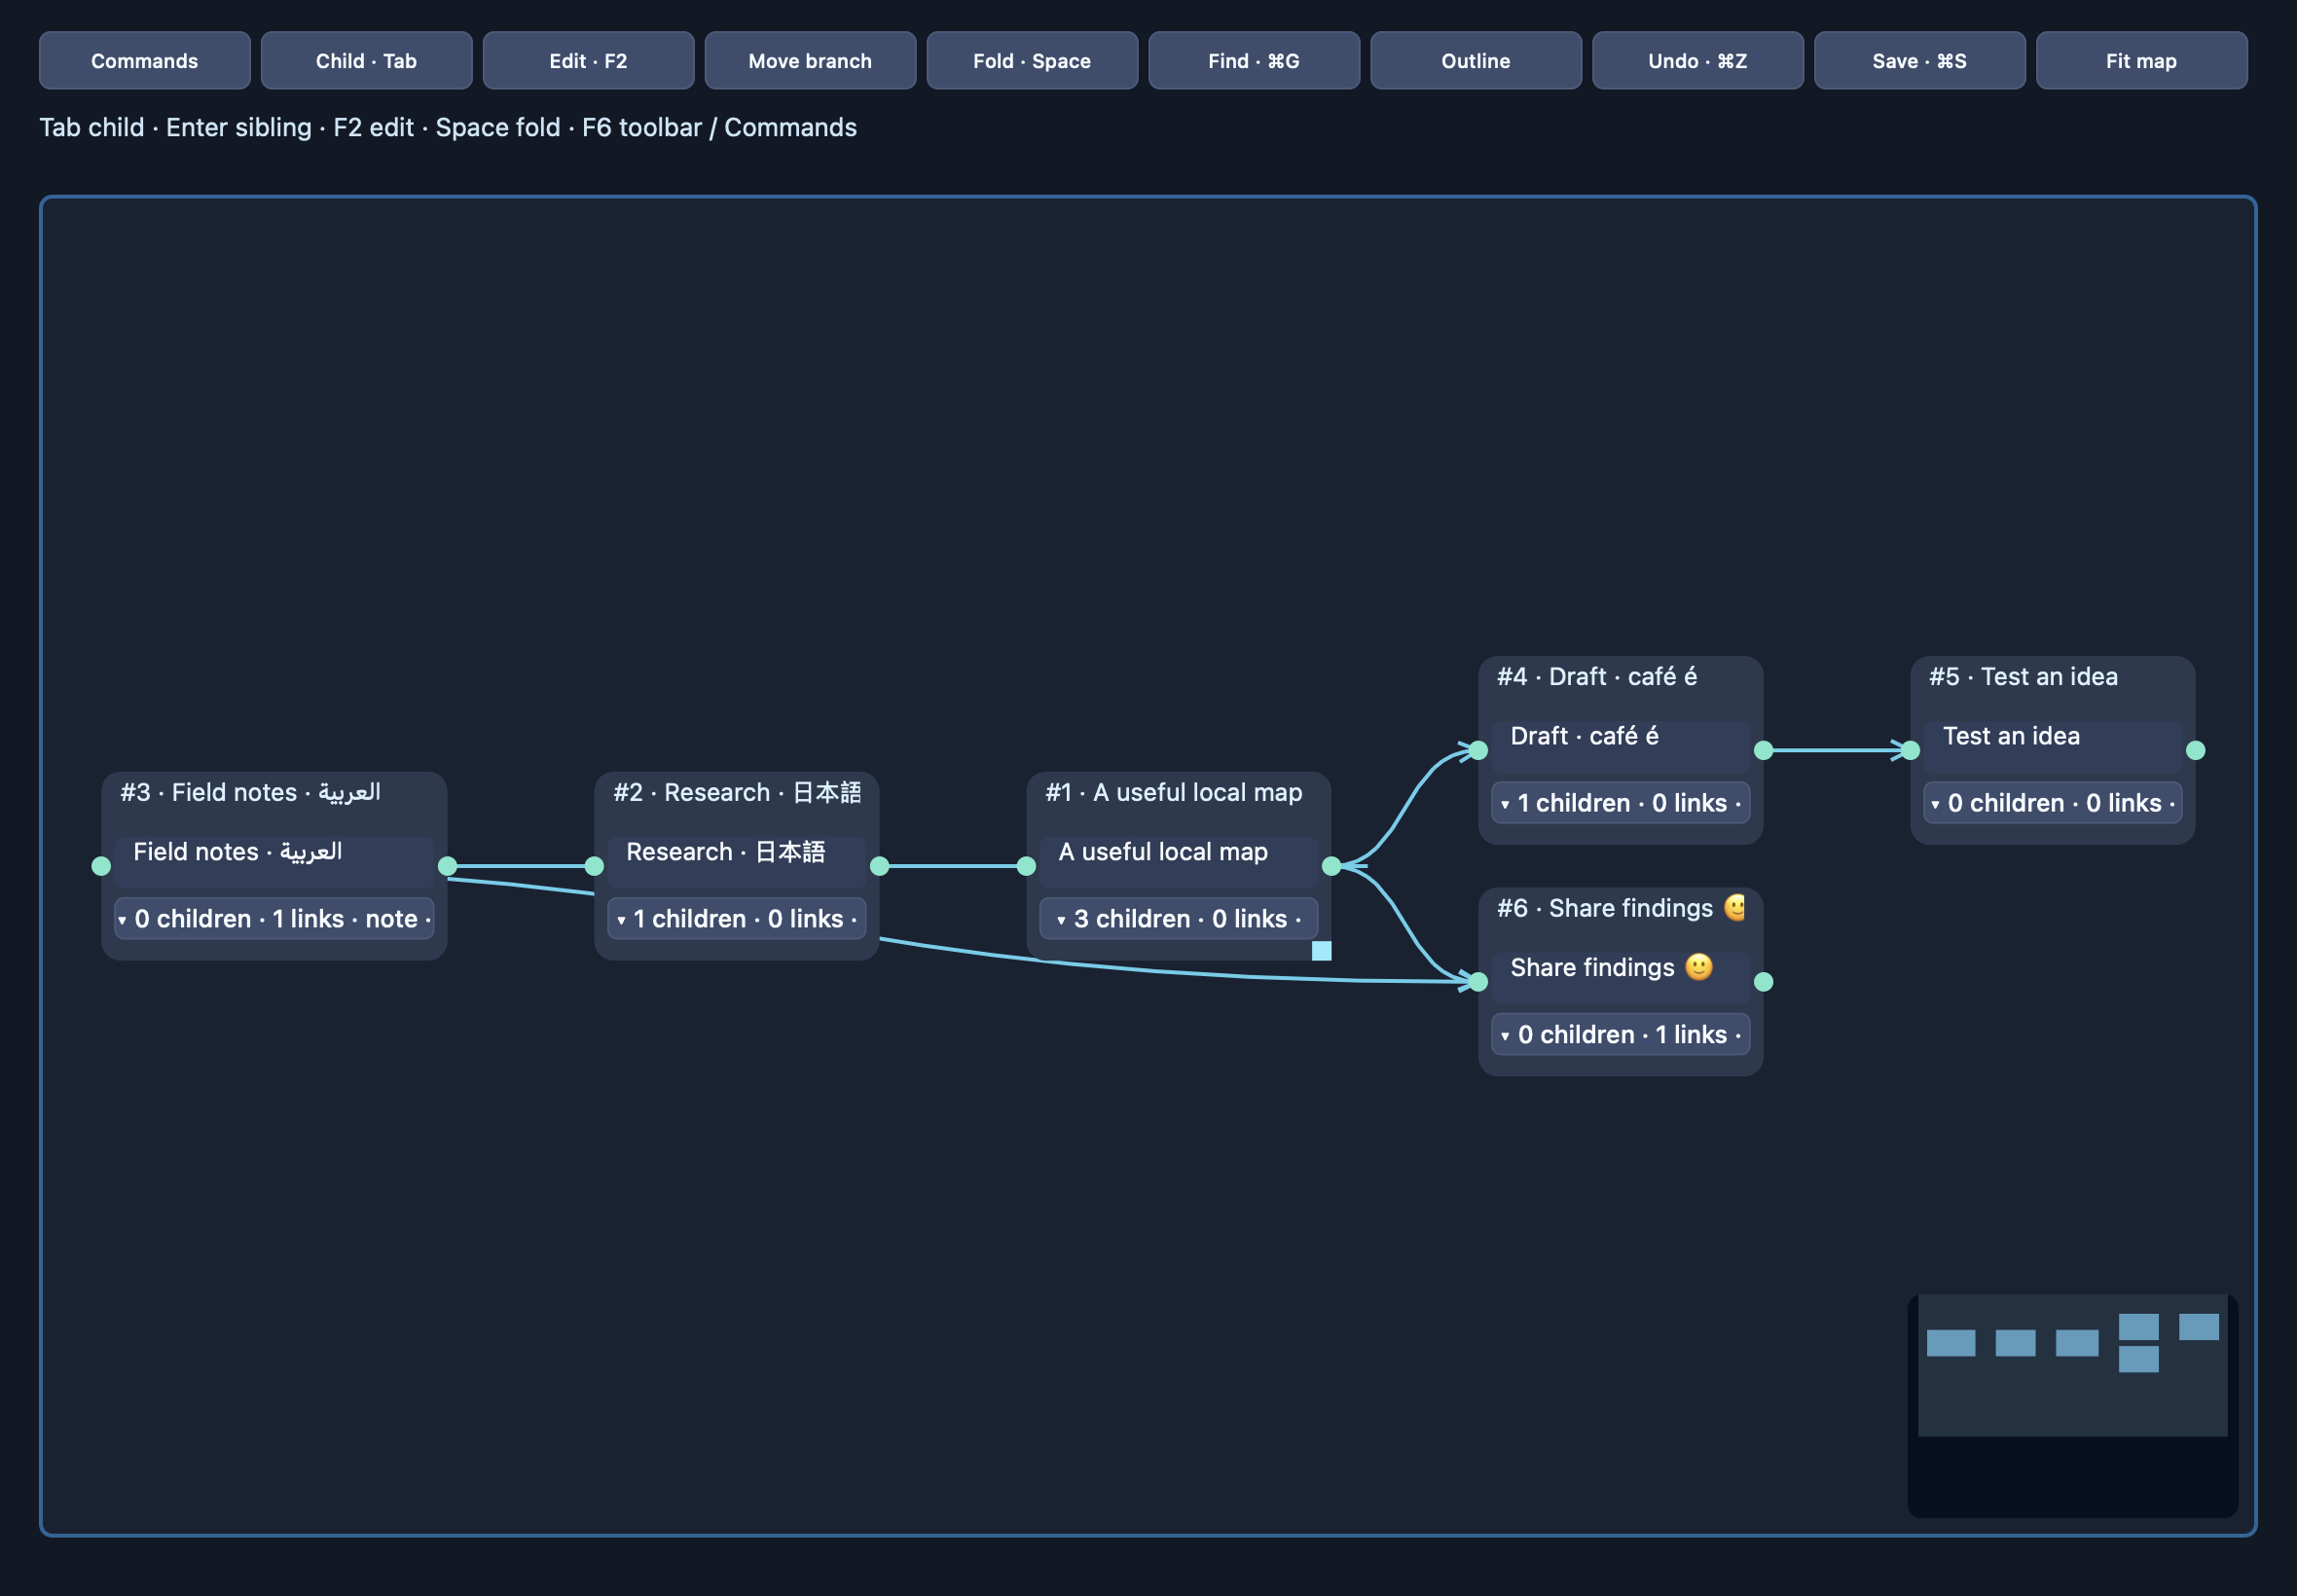 Commands
Child · Tab
Edit · F2
Move branch
Fold · Space
Find · ⌘G
Outline
Undo · ⌘Z
Save · ⌘S
Fit map
Tab child · Enter sibling · F2 edit · Space fold · F6 toolbar / Commands
#3 · Field notes · العربية
Field notes · العربية
▾ 0 children · 1 links · note ·
#2 · Research · 日本語
Research · 日本語
▾ 1 children · 0 links ·
#1 · A useful local map
A useful local map
▾ 3 children · 0 links ·
#4 · Draft · café é
Draft · café é
▾ 1 children · 0 links ·
#5 · Test an idea
Test an idea
▾ 0 children · 0 links ·
#6 · Share findings 🙂
Share findings 🙂
▾ 0 children · 1 links ·